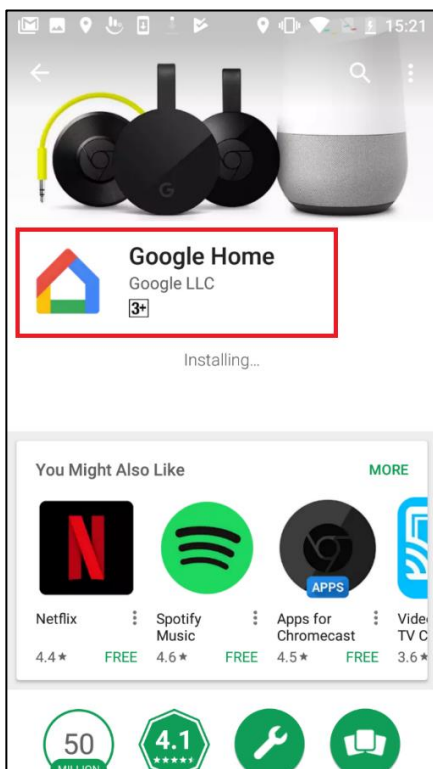 15:21
G
Google Home
Google LLC
3+
Installing...
You Might Also Like
MORE
N
APPS
Netflix
Spotify Music
Apps for Chromecast
TV C
4.4★ FREE
4.6★ FREE
4.5★ FREE
3.6★
50
MILLION
4.1